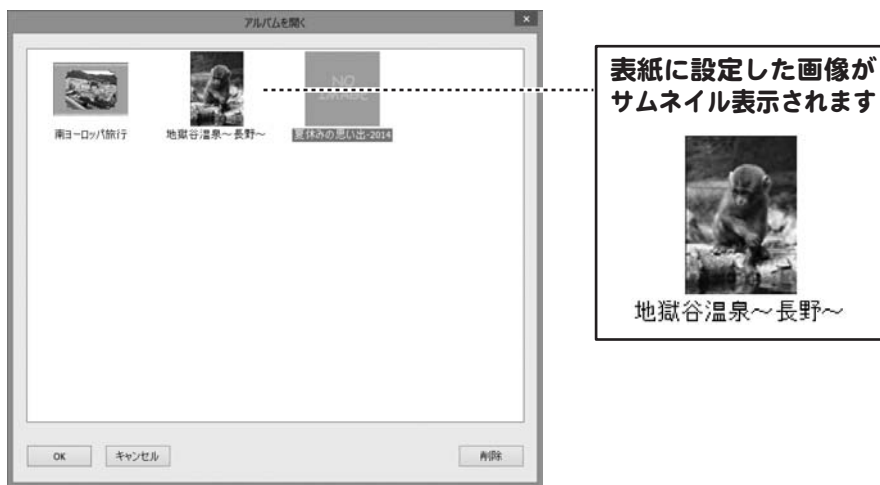 アルバムを開く
NO
IMAGE
南ヨーロッパ旅行
地獄谷温泉～長野～
夏休みの思い出-2014
OK
キャンセル
削除
表紙に設定した画像が
サムネイル表示されます
地獄谷温泉～長野～